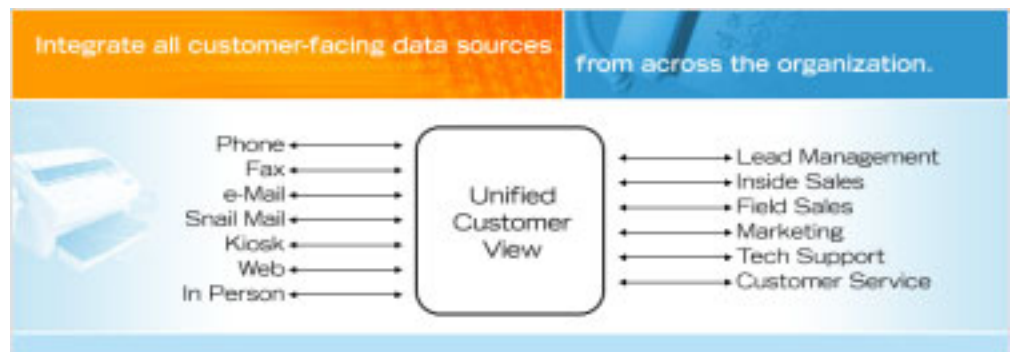 Integrate all customer-facing data sources
from across the organization.
Phone
Fax
e-Mail
Snail Mail
Kiosk
Web
In Person
Unified
Customer
View
Lead Management
Inside Sales
Field Sales
Marketing
Tech Support
Customer Service